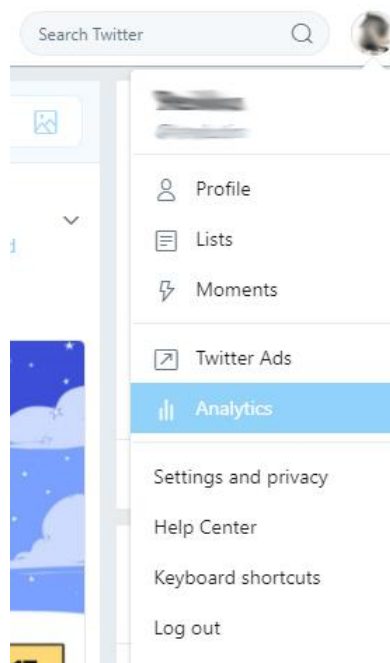 Search Twitter
Profile
Lists
Moments
Twitter Ads
Analytics
Settings and privacy
Help Center
Keyboard shortcuts
Log out